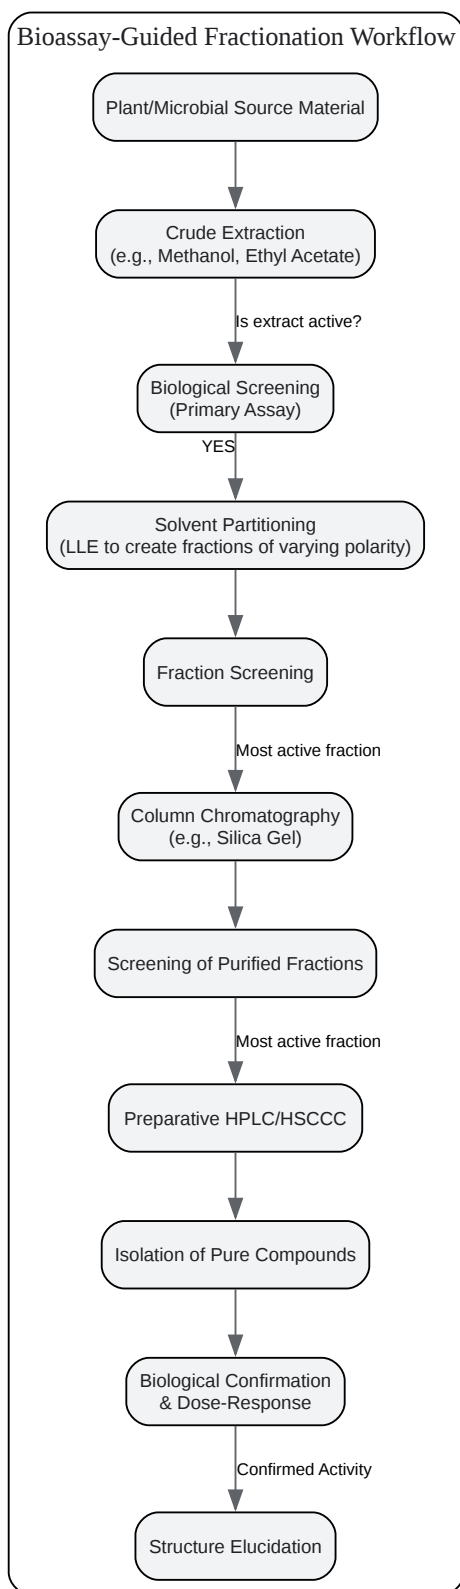 Bioassay-Guided Fractionation Workflow
Plant/Microbial Source Material
Crude Extraction
(e.g., Methanol, Ethyl Acetate)
Is extract active?
Biological Screening
(Primary Assay)
YES
Solvent Partitioning
(LLE to create fractions of varying polarity)
Fraction Screening
Most active fraction
Column Chromatography
(e.g., Silica Gel)
Screening of Purified Fractions
Most active fraction
Preparative HPLC/HSCCC
Isolation of Pure Compounds
Biological Confirmation
& Dose-Response
Confirmed Activity
Structure Elucidation